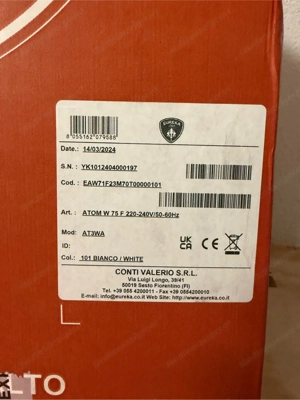 8 055162 079588
EUREKA
Date.: 14/03/2024
S.N.: YK1012404000197
Cod.: EAW71F23M70T00000101
Art.: ATOM W 75 F 220-240V/50-60Hz
Mod: AT3WA
ID:
UK CA CE
Col.: 101 BIANCO / WHITE
CONTI VALERIO S.R.L.
Via Luigi Longo, 39/41
50019 Sesto Fiorentino (FI)
Tel. +39 055 4200011 - Fax +39 0554200010
E-mail: info@eureka.co.it Web Site: http://www.eureka.co.it
LTO